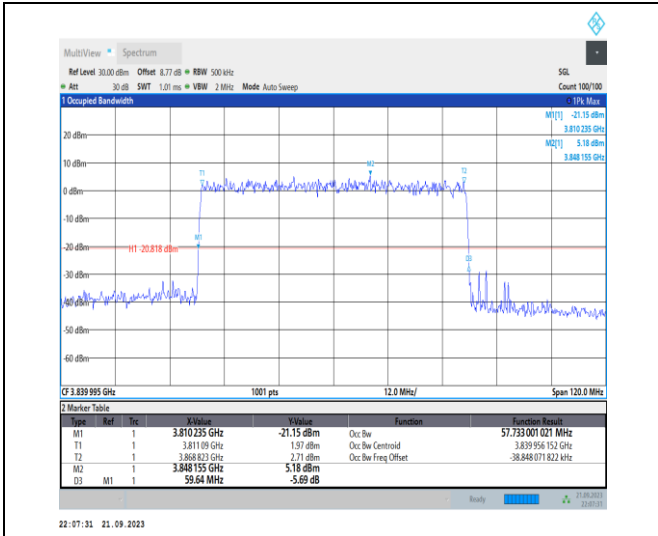 MultiView Spectrum
Ref Level 30.00 dBm Offset 8.77 dB RBW 500 kHz SGL
Att 30 dB SWT 1.01 ms VBW 2 MHz Mode Auto Sweep Count 100/100
1 Occupied Bandwidth 1Pk Max
M1[1] -21.15 dBm
3.810 235 GHz
M2[1] 5.18 dBm
3.848 155 GHz
20 dBm
10 dBm
M2
T1 T2
0 dBm
-10 dBm
M1
-20 dBm
H1 -20.818 dBm
D3
-30 dBm
-40 dBm
-50 dBm
-60 dBm
CF 3.839 995 GHz 1001 pts 12.0 MHz/ Span 120.0 MHz
2 Marker Table
Type Ref Trc X-Value Y-Value Function Function Result
M1 1 3.810 235 GHz -21.15 dBm Occ Bw 57.733 001 021 MHz
T1 1 3.811 09 GHz 1.97 dBm Occ Bw Centroid 3.839 956 152 GHz
T2 1 3.868 823 GHz 2.71 dBm Occ Bw Freq Offset -38.848 071 822 kHz
M2 1 3.848 155 GHz 5.18 dBm
D3 M1 1 59.64 MHz -5.69 dB
Ready 21.09.2023
22:07:31
22:07:31 21.09.2023